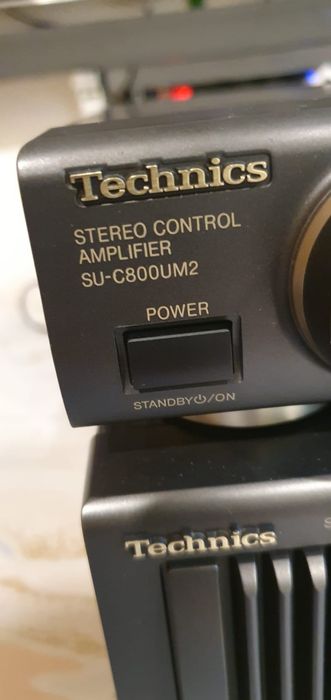 Technics
STEREO CONTROL
AMPLIFIER
SU-C800UM2
POWER
STANDBY⏻/ON
Technics